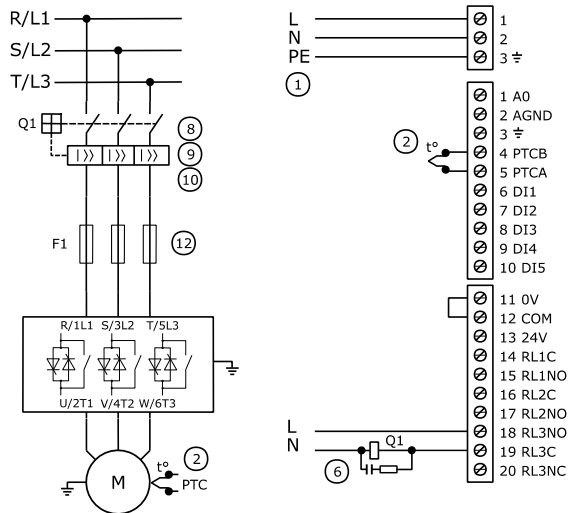 R/L1
S/L2
T/L3
Q1
8
I>> I>> I>>
9
10
F1
12
R/1L1 S/3L2 T/5L3
U/2T1 V/4T2 W/6T3
M
t°
2
PTC
L
N
PE
1
1
2
3
2
t°
1 A0
2 AGND
3
4 PTCB
5 PTCA
6 DI1
7 DI2
8 DI3
9 DI4
10 DI5
11 0V
12 COM
13 24V
14 RL1C
15 RL1NO
16 RL2C
17 RL2NO
18 RL3NO
19 RL3C
20 RL3NC
L
N
Q1
6